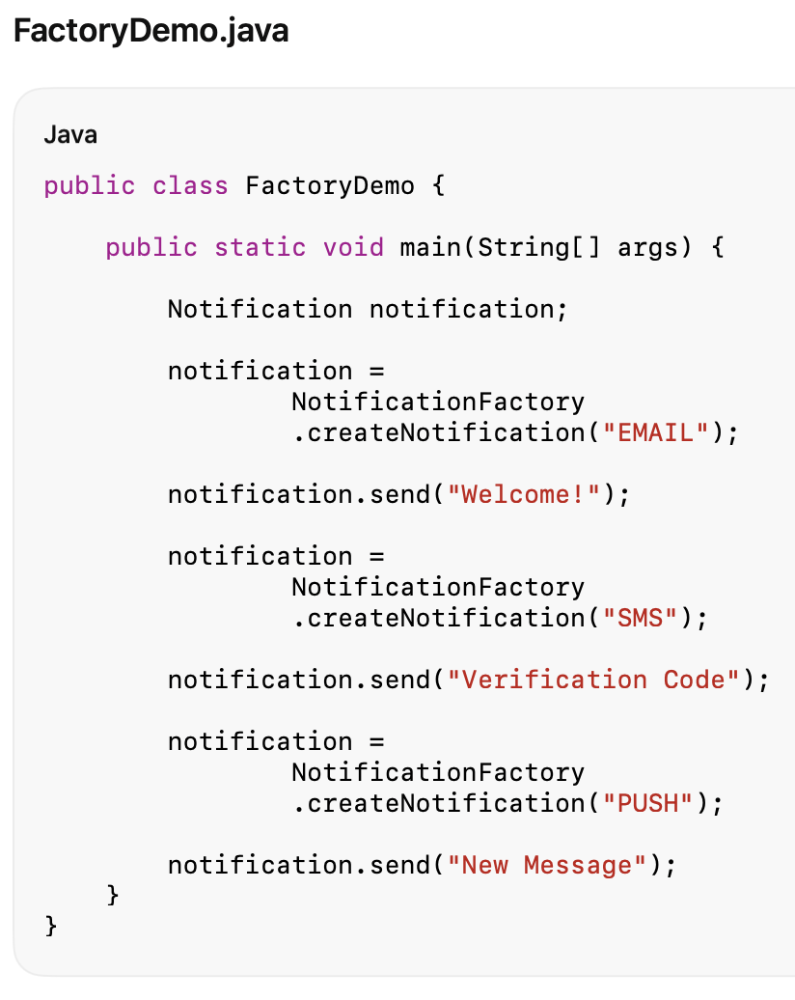 FactoryDemo.java
Java
public class FactoryDemo {
public static void main(String[] args) {
Notification notification;
notification =
NotificationFactory
.createNotification("EMAIL");
notification.send("Welcome!");
notification =
NotificationFactory
.createNotification("SMS");
notification.send("Verification Code");
notification =
NotificationFactory
.createNotification("PUSH");
notification.send("New Message");
}
}